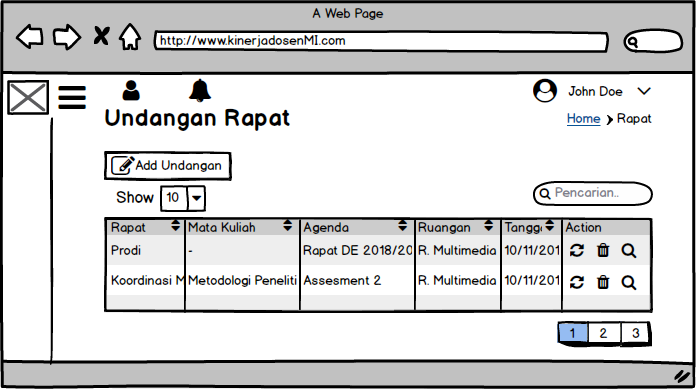 A Web Page
http://www.kinerjadosenMI.com
John Doe
Undangan Rapat
Home Rapat
Add Undangan
Show 10
Pencarian..
Rapat Mata Kuliah Agenda Ruangan Tangga Action
Prodi - Rapat DE 2018/20 R. Multimedia 10/11/201
Koordinasi M Metodologi Peneliti Assesment 2 R. Multimedia 10/11/201
1 2 3